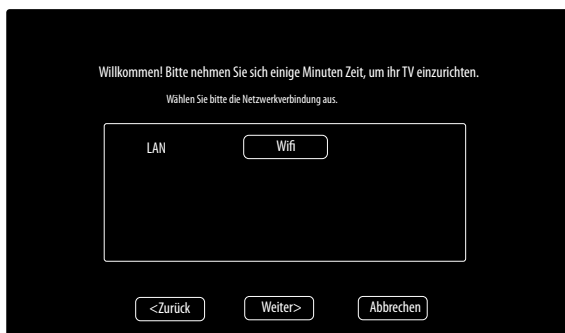 Willkommen! Bitte nehmen Sie sich einige Minuten Zeit, um ihr TV einzurichten.
Wählen Sie bitte die Netzwerkverbindung aus.
LAN Wifi
<Zurück Weiter> Abbrechen